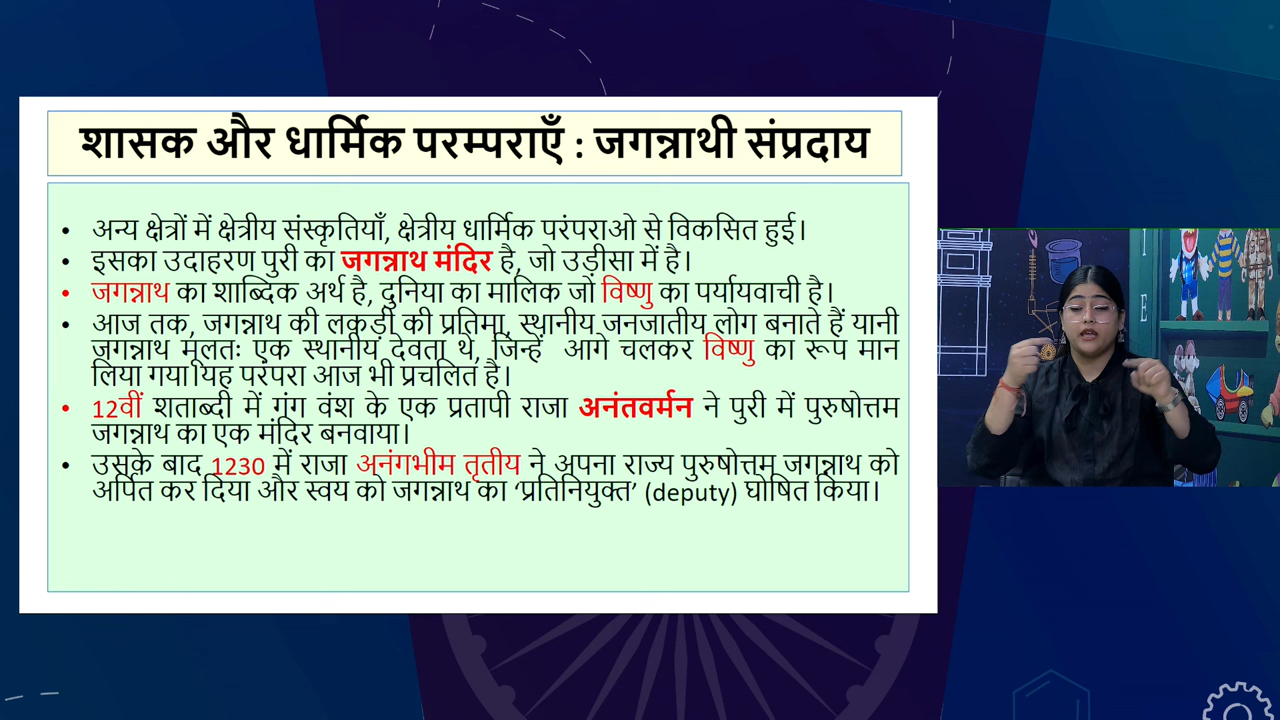 शासक और धार्मिक परम्पराएँ : जगन्नाथी संप्रदाय
• अन्य क्षेत्रों में क्षेत्रीय संस्कृतियाँ, क्षेत्रीय धार्मिक परंपराओ से विकसित हुई।
• इसका उदाहरण पुरी का जगन्नाथ मंदिर है, जो उड़ीसा में है।
• जगन्नाथ का शाब्दिक अर्थ है, दुनिया का मालिक जो विष्णु का पर्यायवाची है।
• आज तक, जगन्नाथ की लकड़ी की प्रतिमा, स्थानीय जनजातीय लोग बनाते हैं यानी
जगन्नाथ मूलतः एक स्थानीय देवता थे, जिन्हें आगे चलकर विष्णु का रूप मान
लिया गया।यह परंपरा आज भी प्रचलित है।
• 12वीं शताब्दी में गंग वंश के एक प्रतापी राजा अनंतवर्मन ने पुरी में पुरुषोत्तम
जगन्नाथ का एक मंदिर बनवाया।
• उसके बाद 1230 में राजा अनंगभीम तृतीय ने अपना राज्य पुरुषोत्तम जगन्नाथ को
अर्पित कर दिया और स्वयं को जगन्नाथ का ‘प्रतिनियुक्त’ (deputy) घोषित किया।
I
E